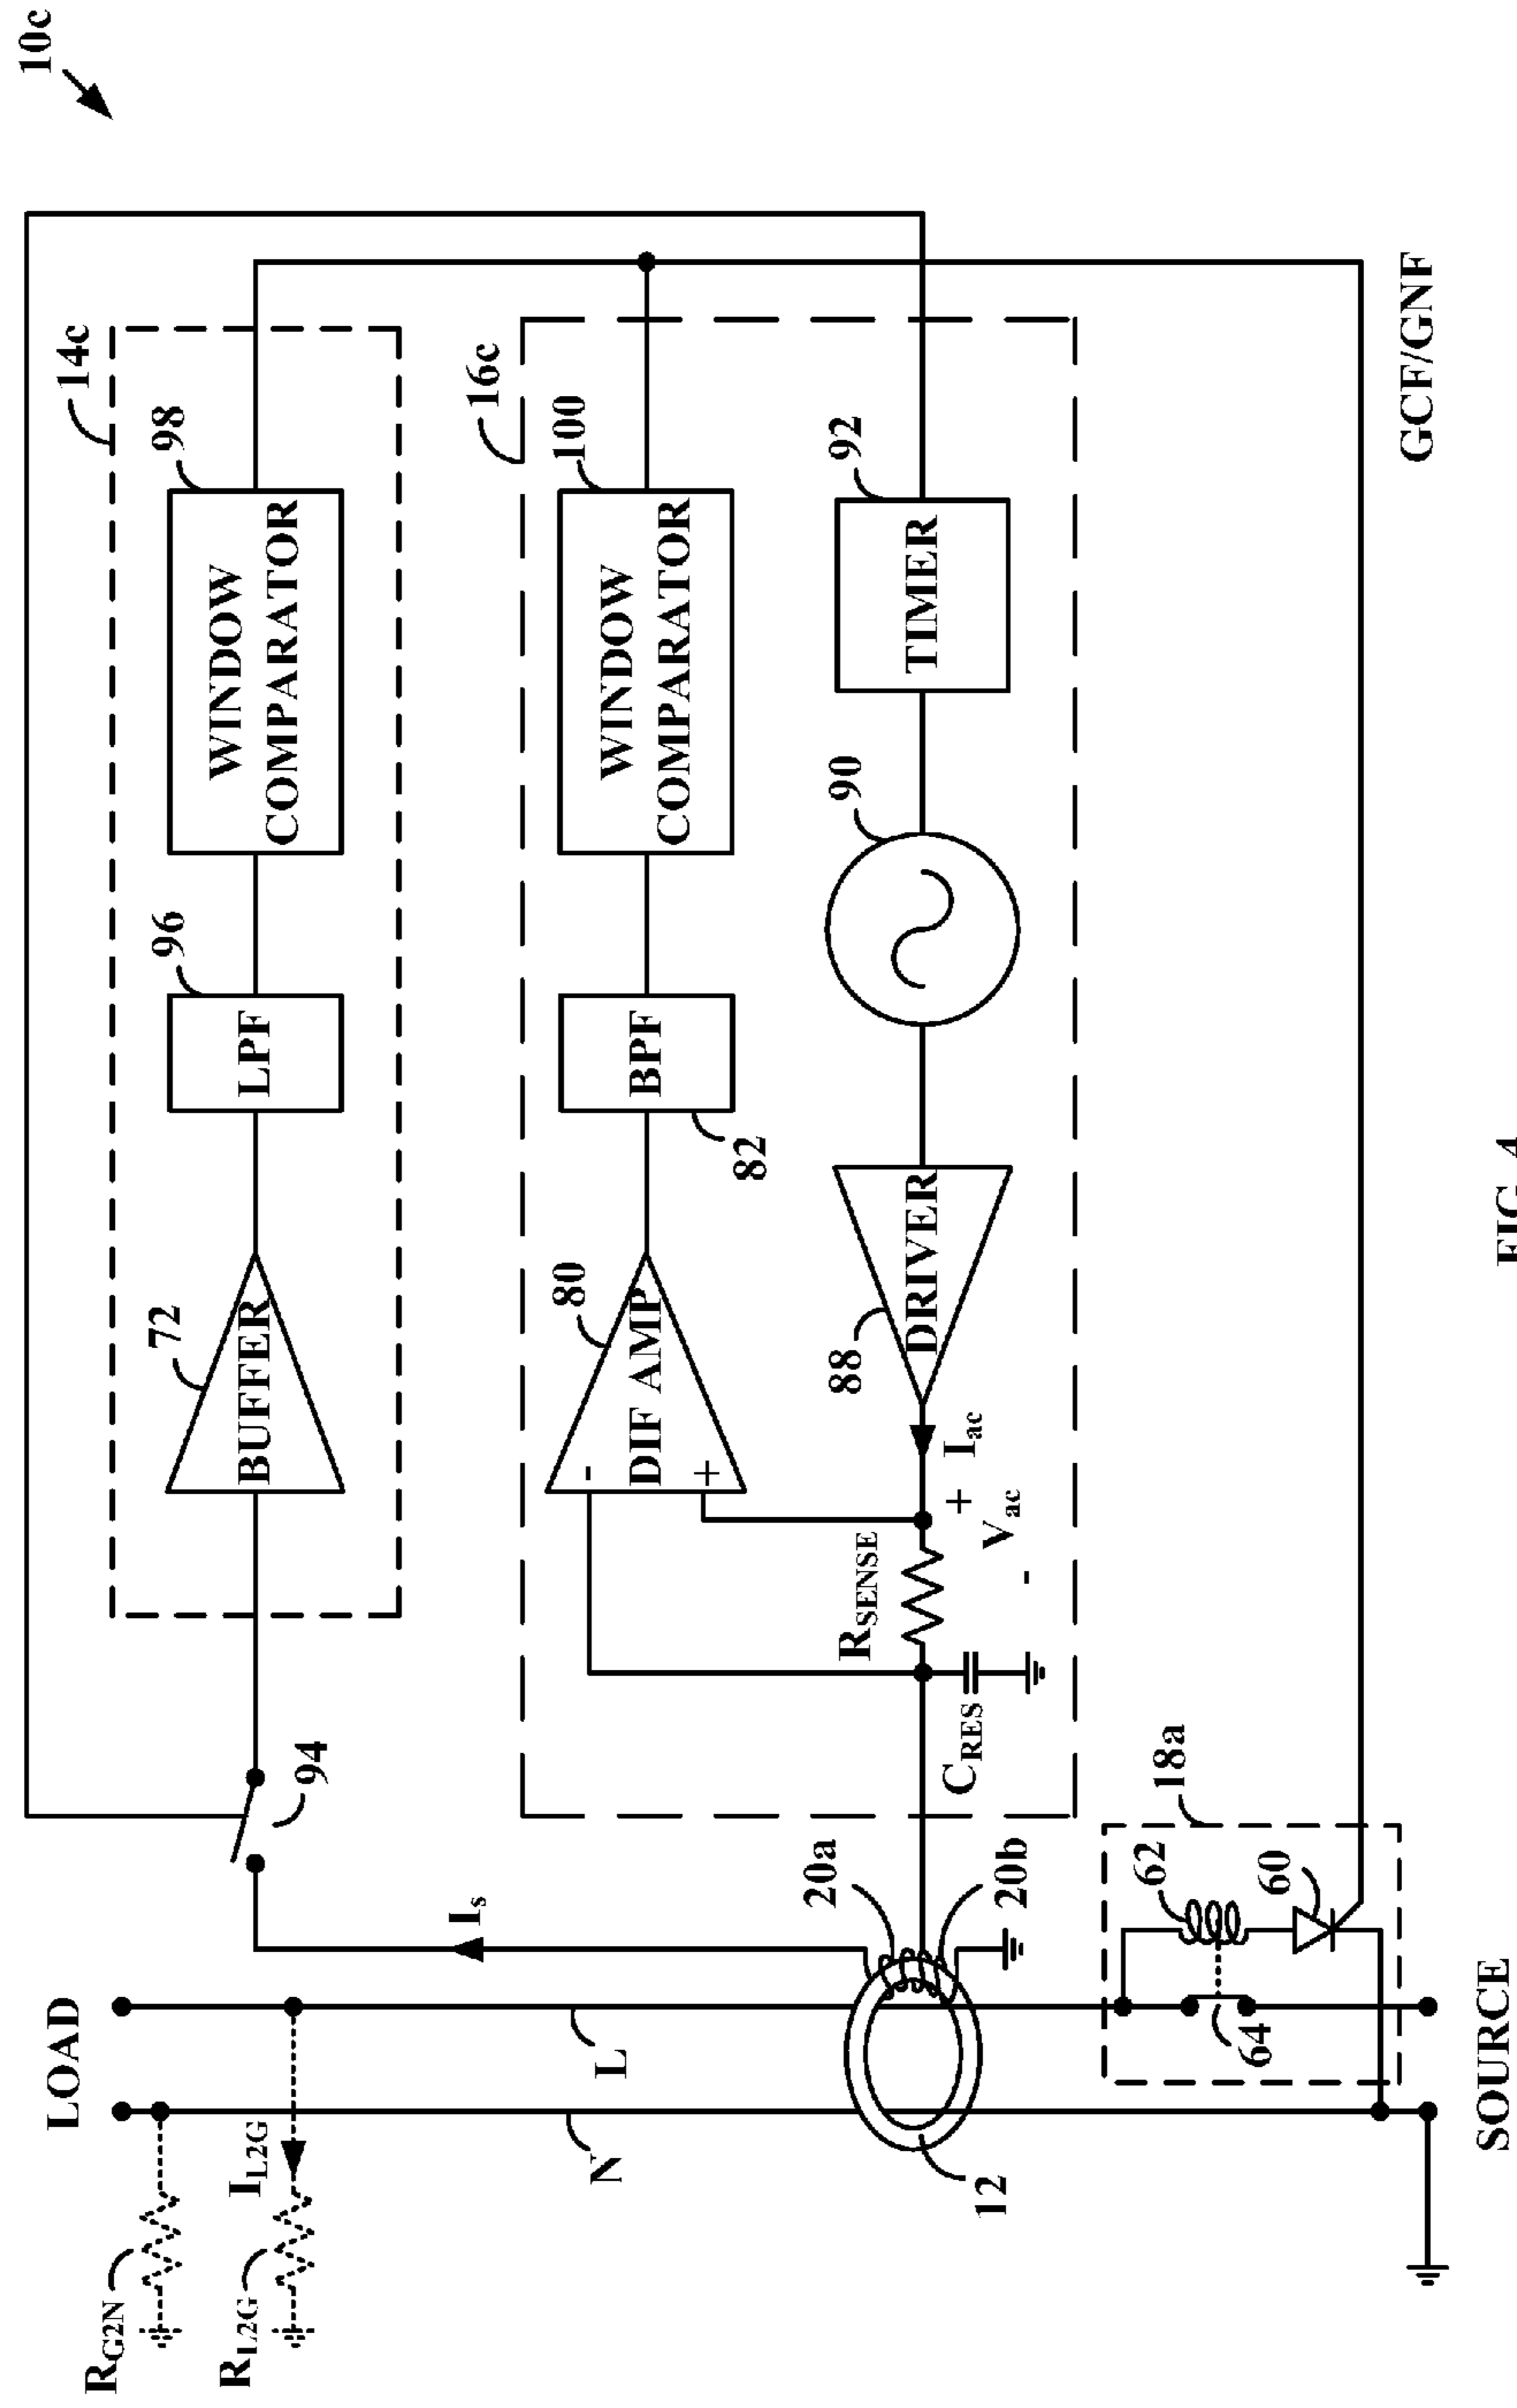 10c
14c
98
WINDOW
COMPARATOR
96
LPF
72
BUFFER
94
16c
100
WINDOW
COMPARATOR
82
BPF
80
DIF AMP
-
+
92
TIMER
90
88
DRIVER
Iac
+
Vac
-
RSENSE
CRES
20a
20b
Is
LOAD
L
N
IL2G
RG2N
RL2G
12
18a
62
60
64
SOURCE
GCF/GNF
FIG. 4